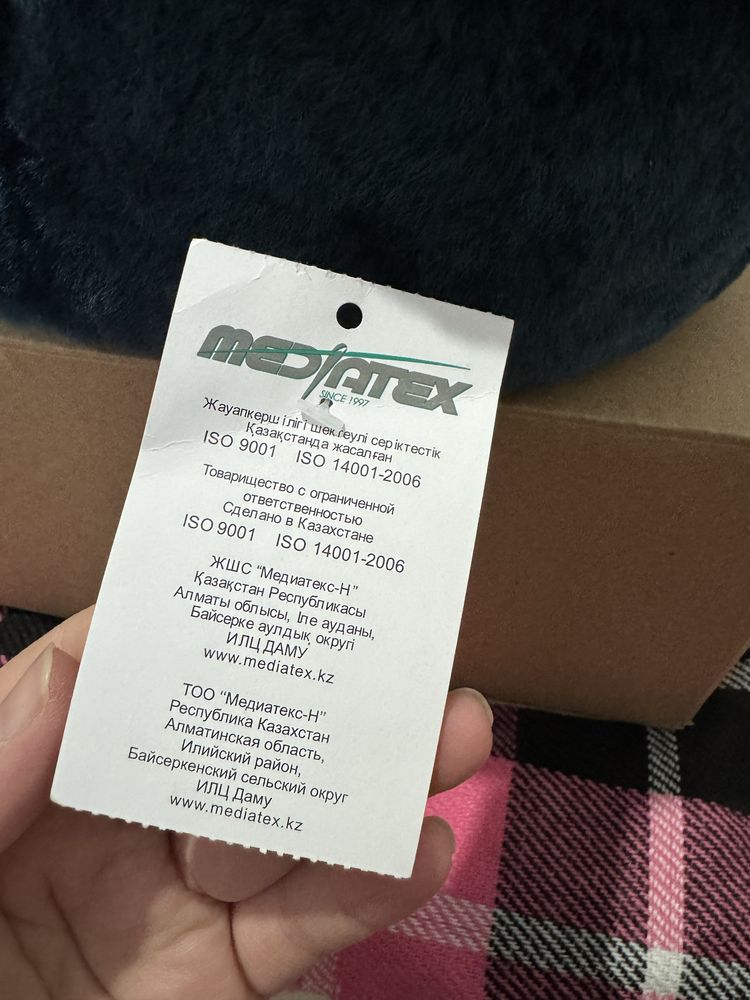 MEDIATEX
SINCE 1997
Жауапкершілігі шектеулі серіктестік
Қазақстанда жасалған
ISO 9001 ISO 14001-2006
Товарищество с ограниченной
ответственностью
Сделано в Казахстане
ISO 9001 ISO 14001-2006
ЖШС “Медиатекс-Н”
Қазақстан Республикасы
Алматы облысы, Іле ауданы,
Байсерке аулдық округі
ИЛЦ ДАМУ
www.mediatex.kz
ТОО “Медиатекс-Н”
Республика Казахстан
Алматинская область,
Илийский район,
Байсеркенский сельский округ
ИЛЦ Даму
www.mediatex.kz